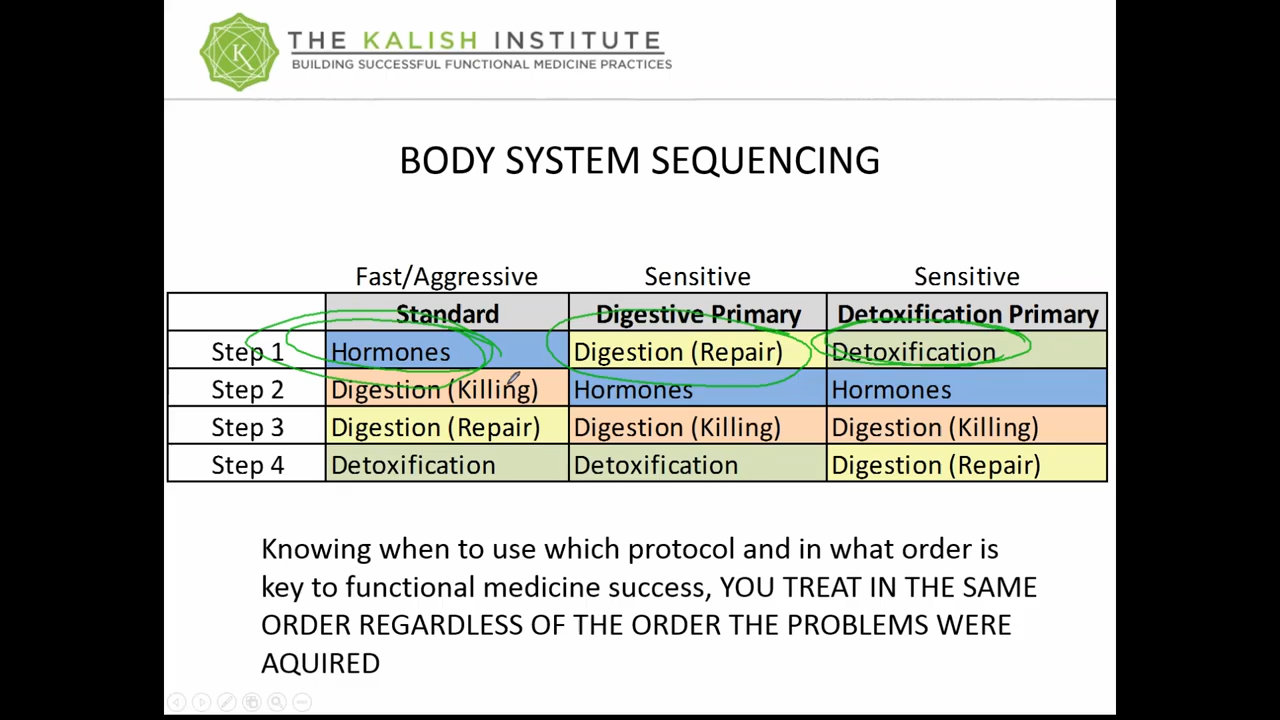 THE KALISH INSTITUTE
BUILDING SUCCESSFUL FUNCTIONAL MEDICINE PRACTICES
K
BODY SYSTEM SEQUENCING
Fast/Aggressive Sensitive Sensitive
Standard Digestive Primary Detoxification Primary
Step 1 Hormones Digestion (Repair) Detoxification
Step 2 Digestion (Killing) Hormones Hormones
Step 3 Digestion (Repair) Digestion (Killing) Digestion (Killing)
Step 4 Detoxification Detoxification Digestion (Repair)
Knowing when to use which protocol and in what order is
key to functional medicine success, YOU TREAT IN THE SAME
ORDER REGARDLESS OF THE ORDER THE PROBLEMS WERE
AQUIRED